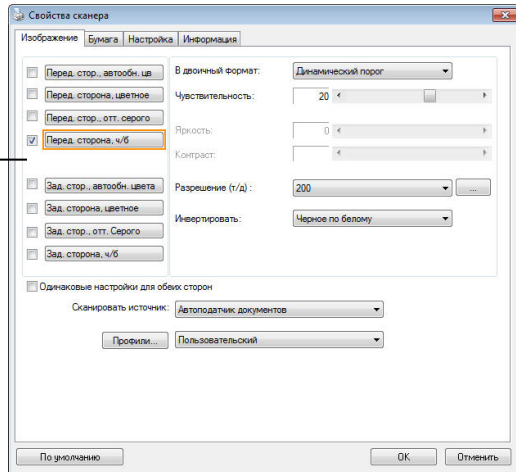 Свойства сканера
Изображение Бумага Настройка Информация
Перед. стор., автообн. цв
Перед. сторона, цветное
Перед. стор., отт. серого
Перед. сторона, ч/б
Зад. стор., автообн. цвета
Зад. сторона, цветное
Зад. стор., отт. Серого
Зад. сторона, ч/б
В двоичный формат: Динамический порог
Чувствительность: 20
Яркость: 0
Контраст:
Разрешение (т/д) : 200 ...
Инвертировать: Черное по белому
Одинаковые настройки для обеих сторон
Сканировать источник: Автоподатчик документов
Профили... Пользовательский
По умолчанию OK Отменить